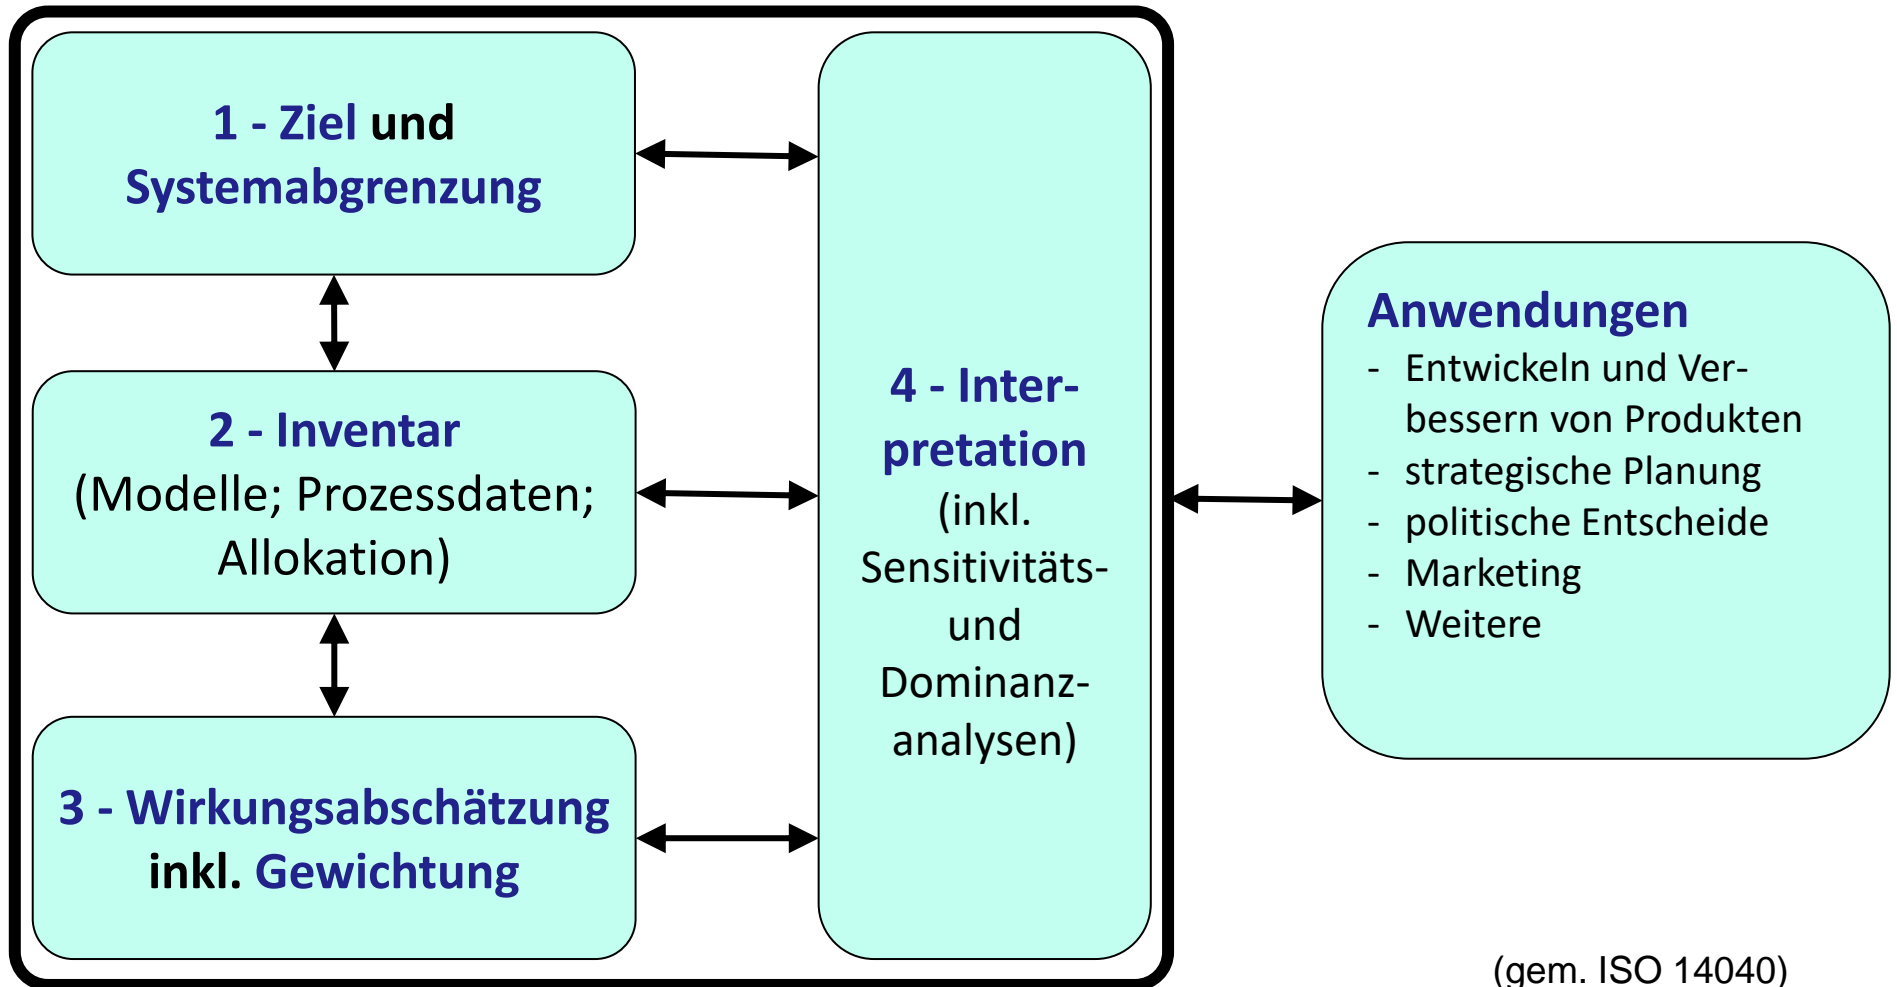 1 - Ziel und
Systemabgrenzung
2 - Inventar
(Modelle; Prozessdaten;
Allokation)
3 - Wirkungsabschätzung
inkl. Gewichtung
4 - Inter-
pretation
(inkl.
Sensitivitäts-
und
Dominanz-
analysen)
Anwendungen
- Entwickeln und Ver-
bessern von Produkten
- strategische Planung
- politische Entscheide
- Marketing
- Weitere
(gem. ISO 14040)